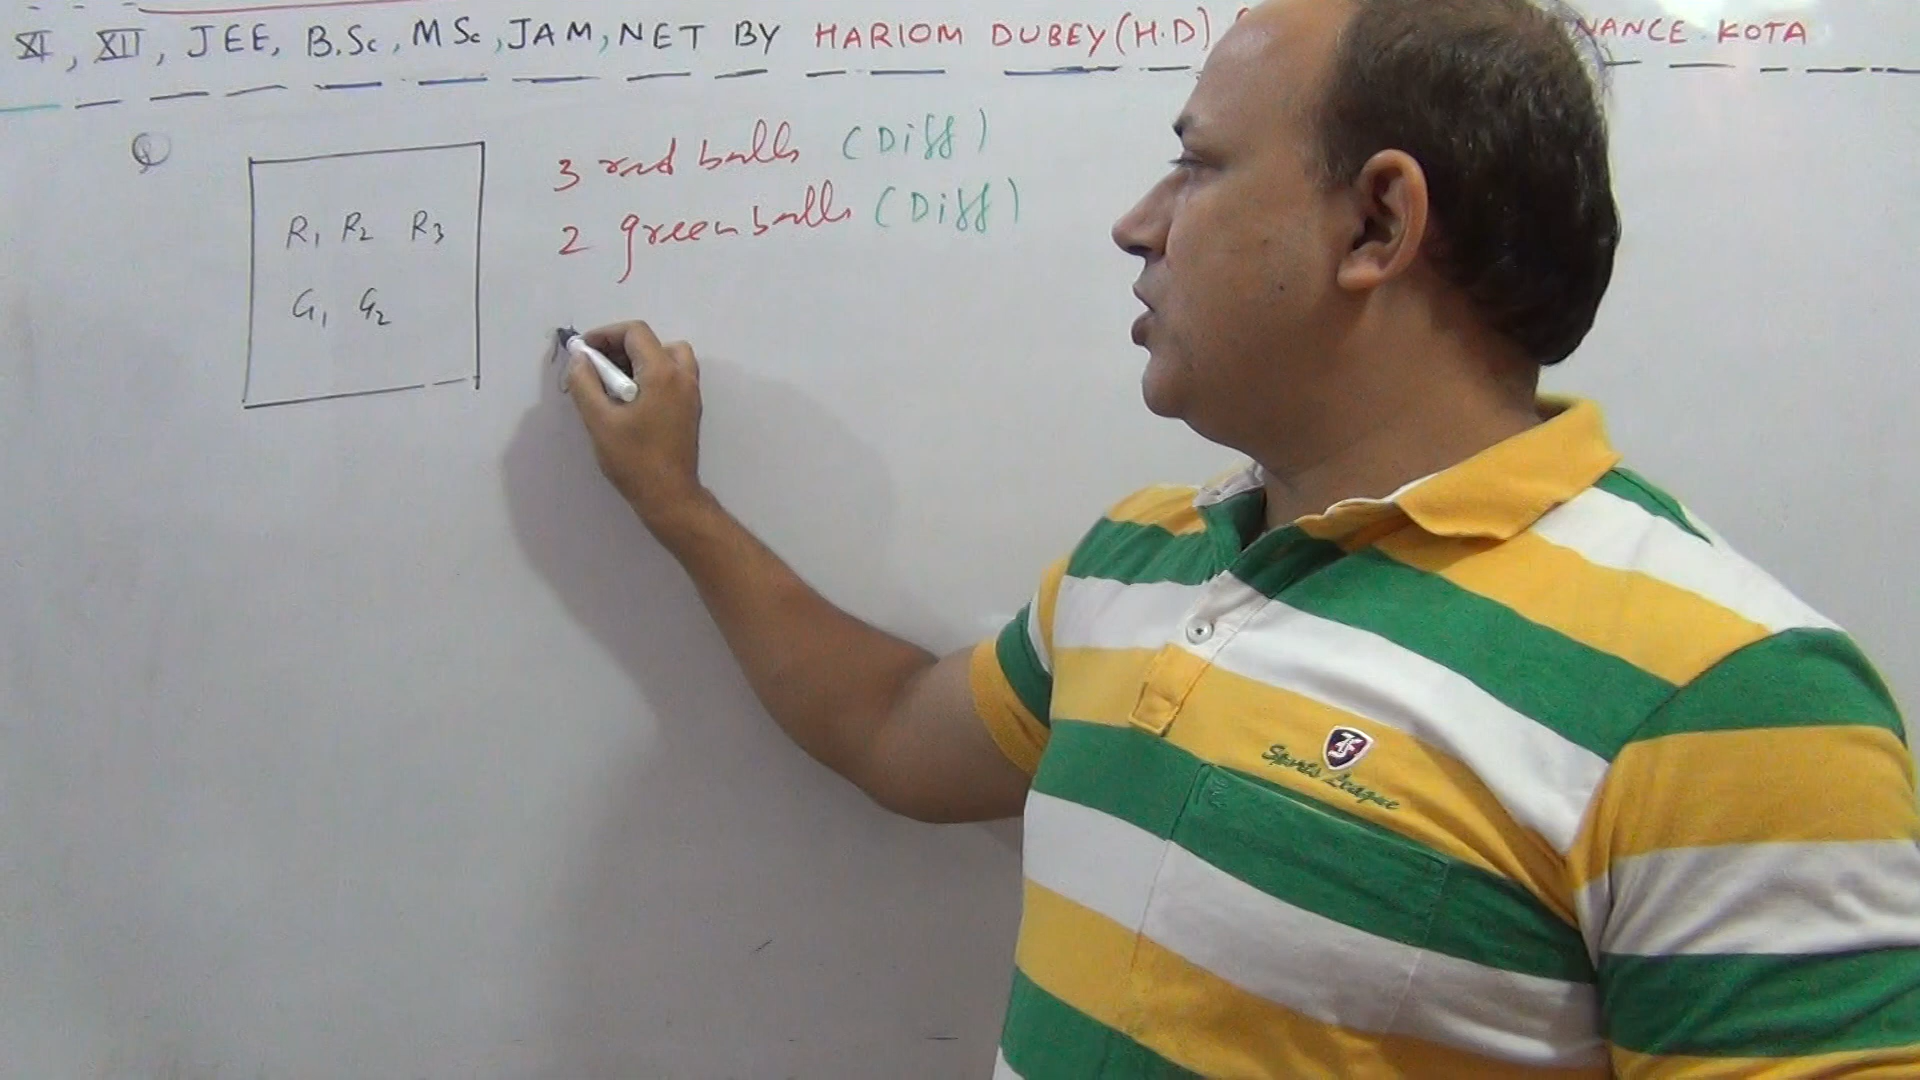 XI, XII, JEE, B.Sc, MSc, JAM, NET BY HARIOM DUBEY (H.D) NANCE KOTA
Q
3 red balls (Diff)
2 green balls (Diff)
R1 R2 R3
G1 G2
Sports League